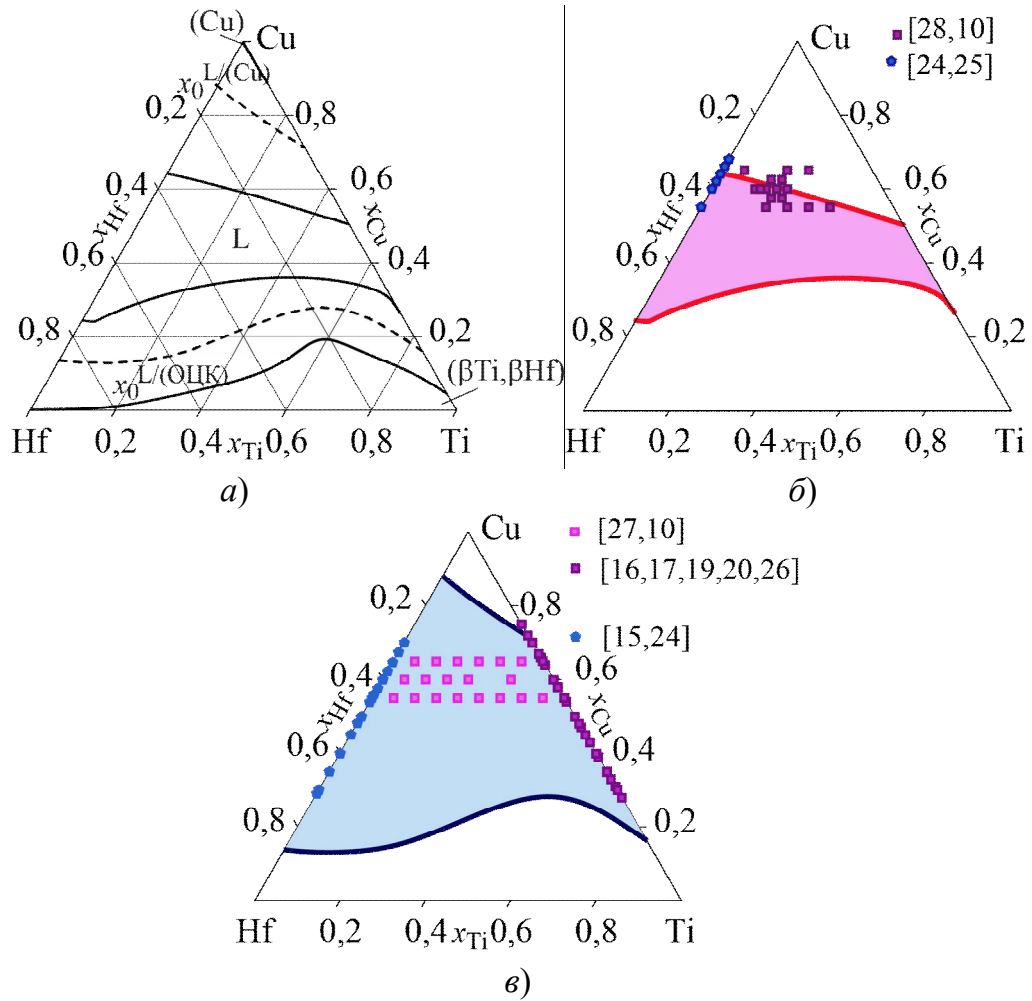 (Cu)
Cu
x₀L/(Cu)
0,2
0,8
0,4
0,6
xHf
xCu
L
0,6
0,4
0,8
0,2
x₀L/(ОЦК)
(βTi,βHf)
Hf
0,2
0,4
xTi
0,6
0,8
Ti
а)
Cu
[28,10]
[24,25]
0,2
0,8
0,4
0,6
xHf
xCu
0,6
0,4
0,8
0,2
Hf
0,2
0,4
xTi
0,6
0,8
Ti
б)
Cu
[27,10]
[16,17,19,20,26]
[15,24]
0,2
0,8
0,4
0,6
xHf
xCu
0,6
0,4
0,8
0,2
Hf
0,2
0,4
xTi
0,6
0,8
Ti
в)